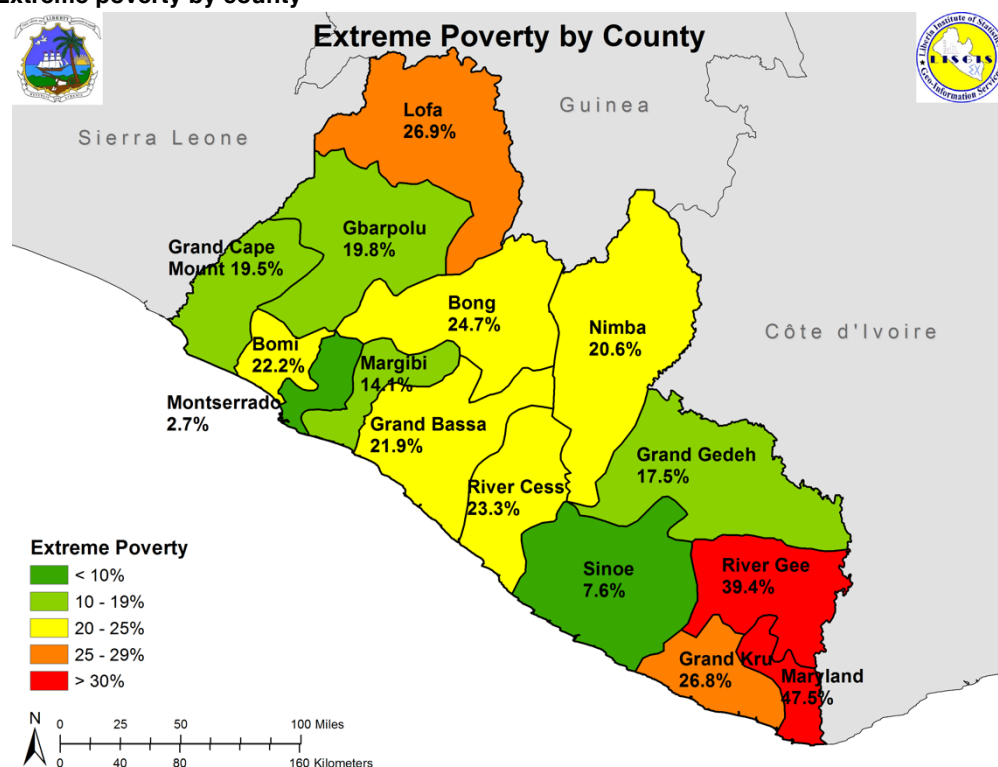 Extreme poverty by county
Extreme Poverty by County
Guinea
Sierra Leone
Côte d'Ivoire
Lofa
26.9%
Gbarpolu
19.8%
Grand Cape
Mount 19.5%
Bong
24.7%
Nimba
20.6%
Bomi
22.2%
Margibi
14.1%
Montserrado
2.7%
Grand Bassa
21.9%
Grand Gedeh
17.5%
River Cess
23.3%
Sinoe
7.6%
River Gee
39.4%
Grand Kru
26.8%
Maryland
47.5%
Extreme Poverty
< 10%
10 - 19%
20 - 25%
25 - 29%
> 30%
N
0 25 50 100 Miles
0 40 80 160 Kilometers
LISGIS